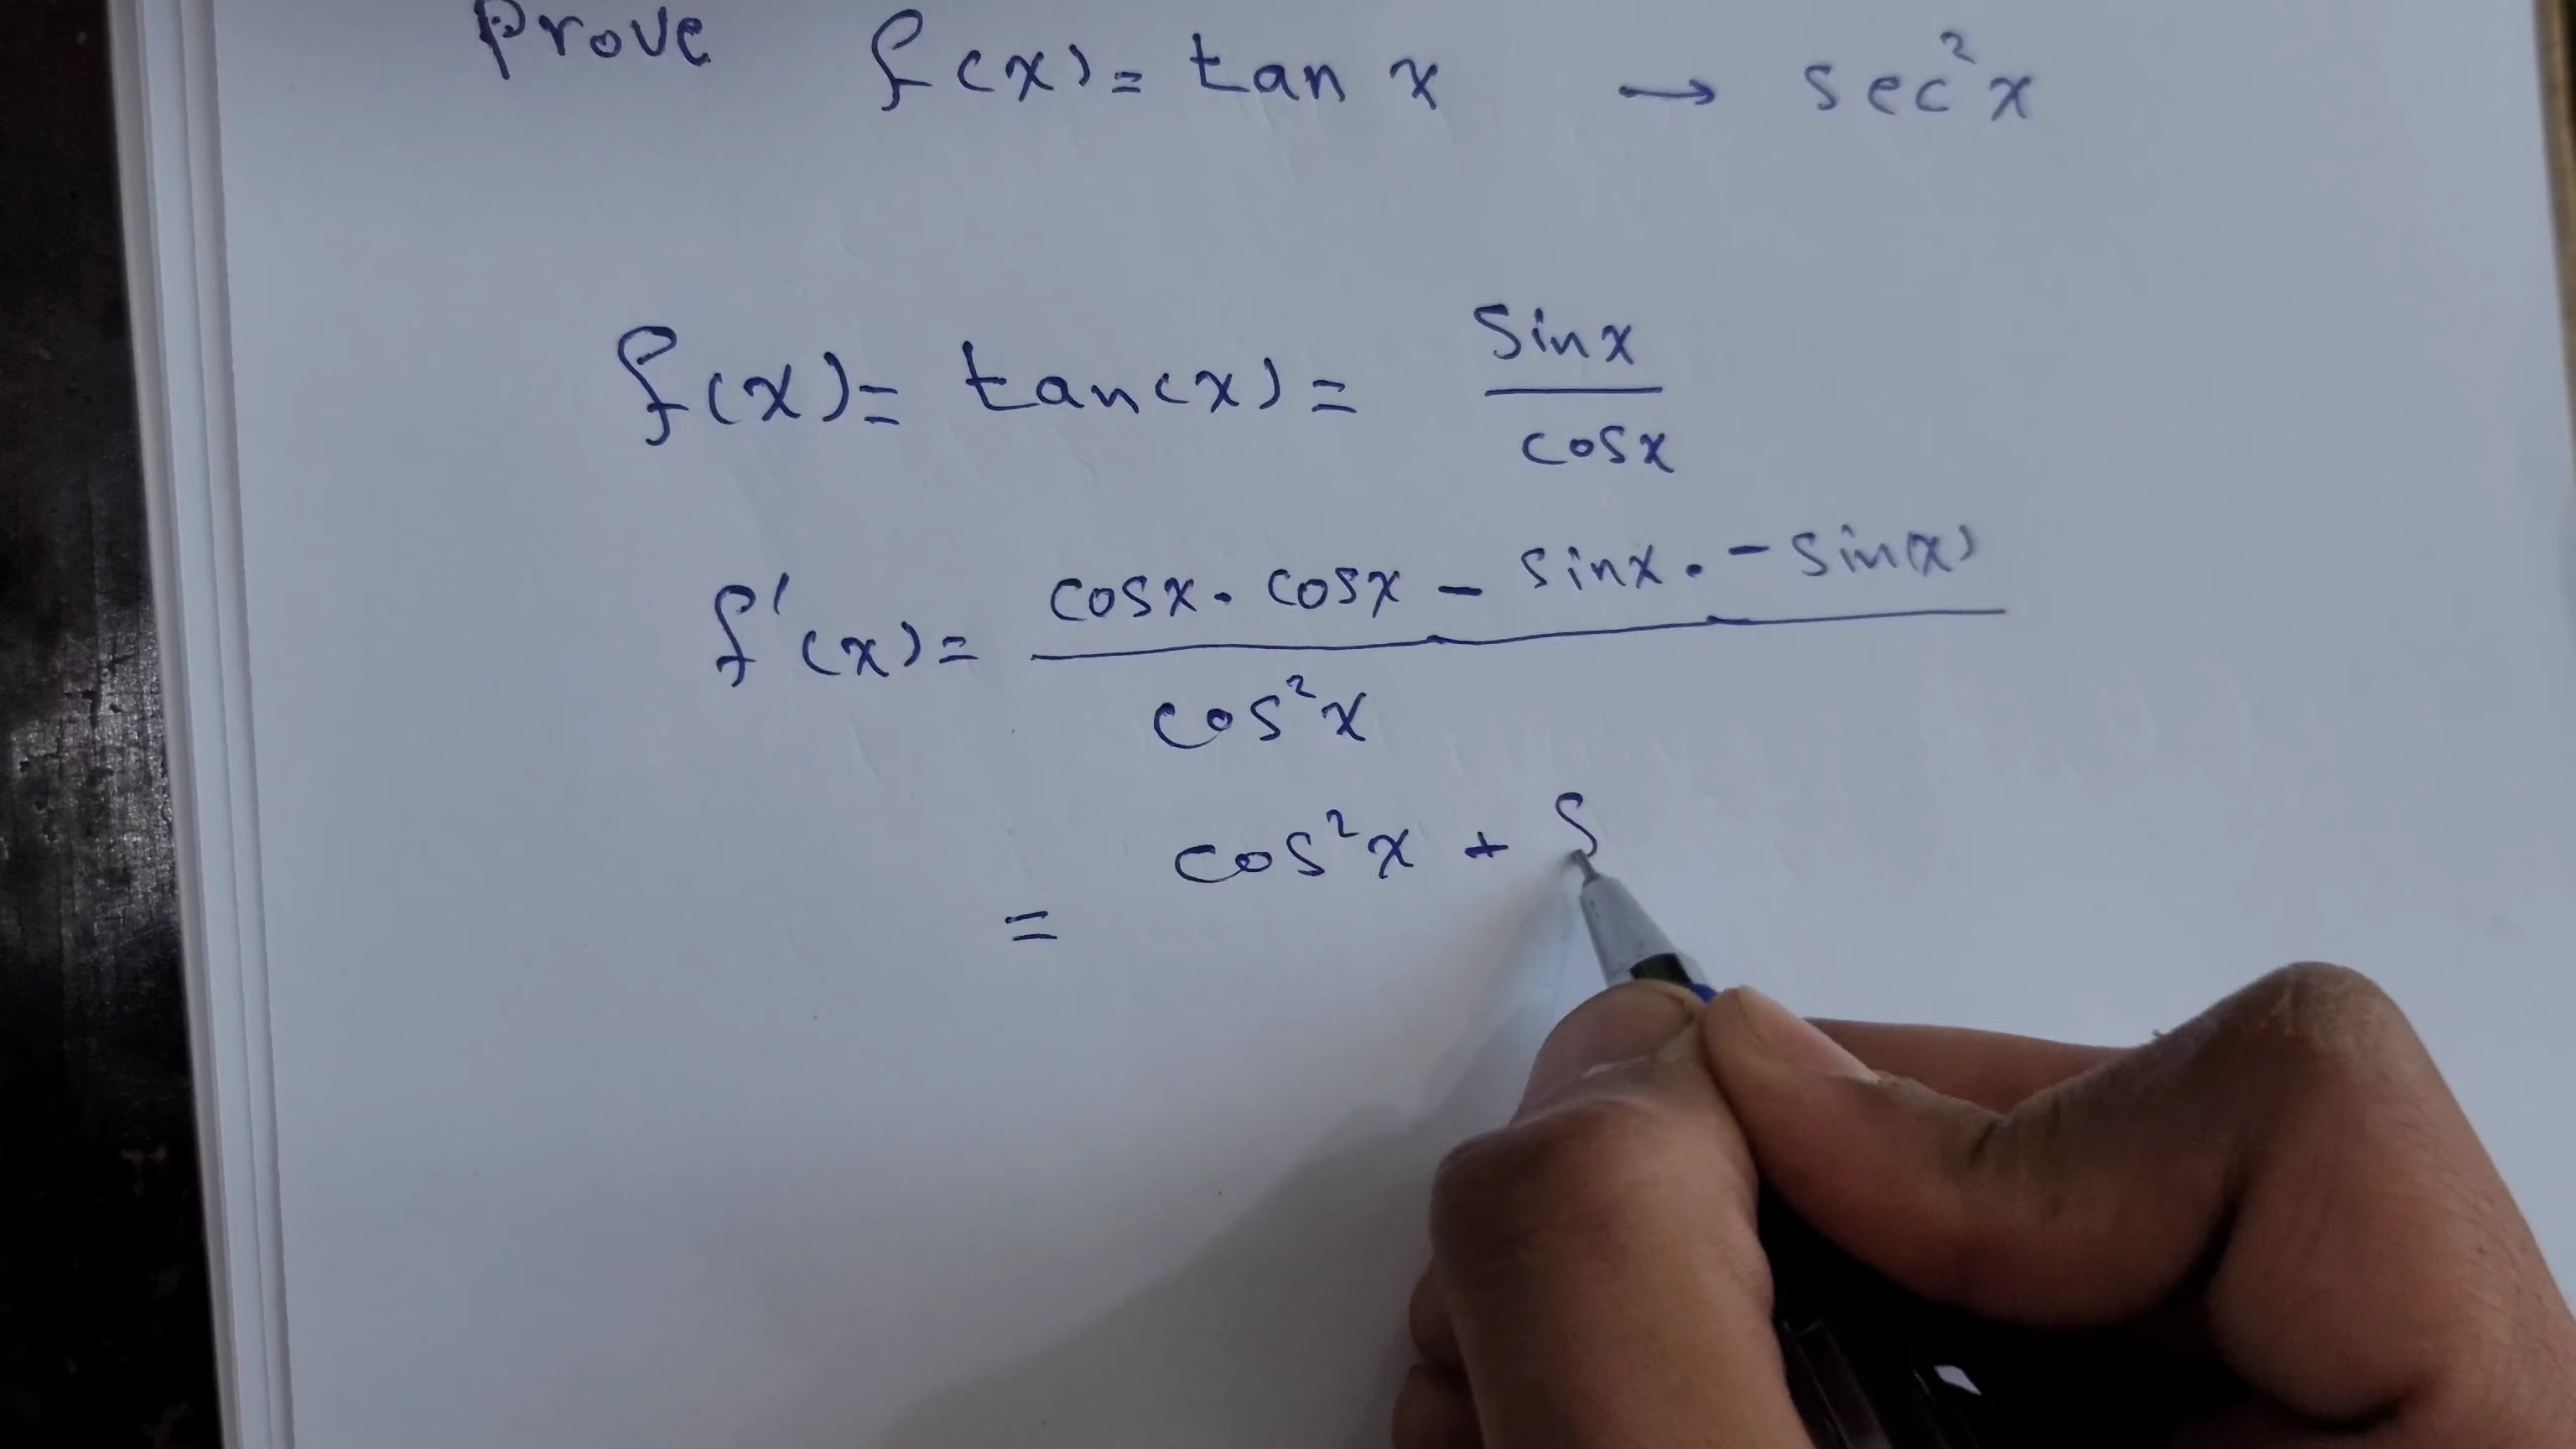 Prove f(x) = tan x → sec²x
f(x) = tan(x) = sinx / cosx
f'(x) = cosx . cosx - sinx . - sin(x) / cos²x
= cos²x + s